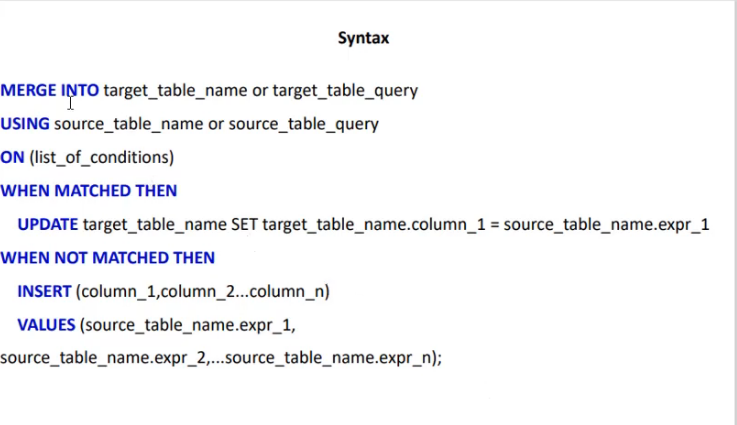 Syntax
MERGE INTO target_table_name or target_table_query
USING source_table_name or source_table_query
ON (list_of_conditions)
WHEN MATCHED THEN
UPDATE target_table_name SET target_table_name.column_1 = source_table_name.expr_1
WHEN NOT MATCHED THEN
INSERT (column_1,column_2...column_n)
VALUES (source_table_name.expr_1,
source_table_name.expr_2,...source_table_name.expr_n);